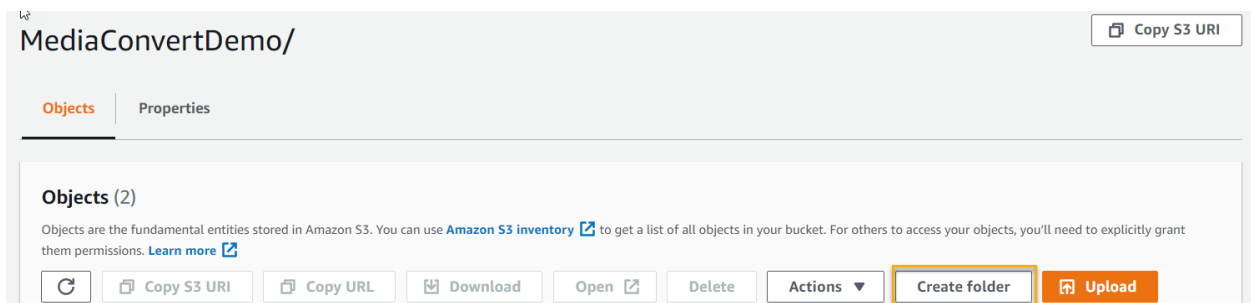 MediaConvertDemo/
Copy S3 URI
Objects
Properties
Objects (2)
Objects are the fundamental entities stored in Amazon S3. You can use Amazon S3 inventory to get a list of all objects in your bucket. For others to access your objects, you'll need to explicitly grant
them permissions. Learn more
Copy S3 URI
Copy URL
Download
Open
Delete
Actions
Create folder
Upload